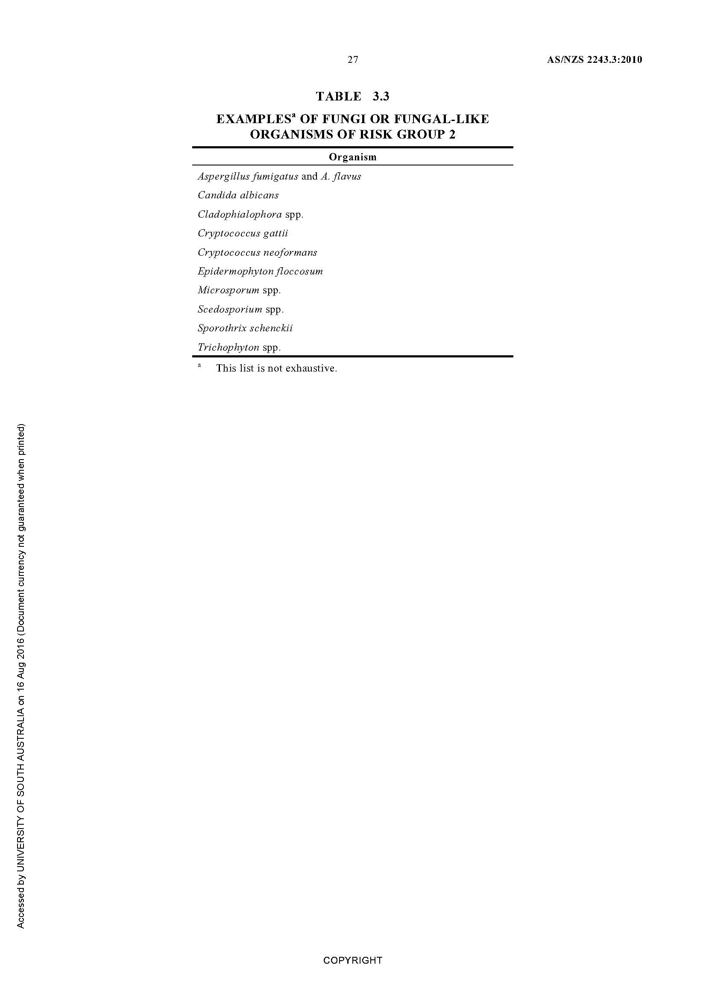 27
AS/NZS 2243.3:2010
TABLE 3.3
EXAMPLESᵃ OF FUNGI OR FUNGAL-LIKE
ORGANISMS OF RISK GROUP 2
Organism
Aspergillus fumigatus and A. flavus
Candida albicans
Cladophialophora spp.
Cryptococcus gattii
Cryptococcus neoformans
Epidermophyton floccosum
Microsporum spp.
Scedosporium spp.
Sporothrix schenckii
Trichophyton spp.
ᵃ This list is not exhaustive.
Accessed by UNIVERSITY OF SOUTH AUSTRALIA on 16 Aug 2016 (Document currency not guaranteed when printed)
COPYRIGHT